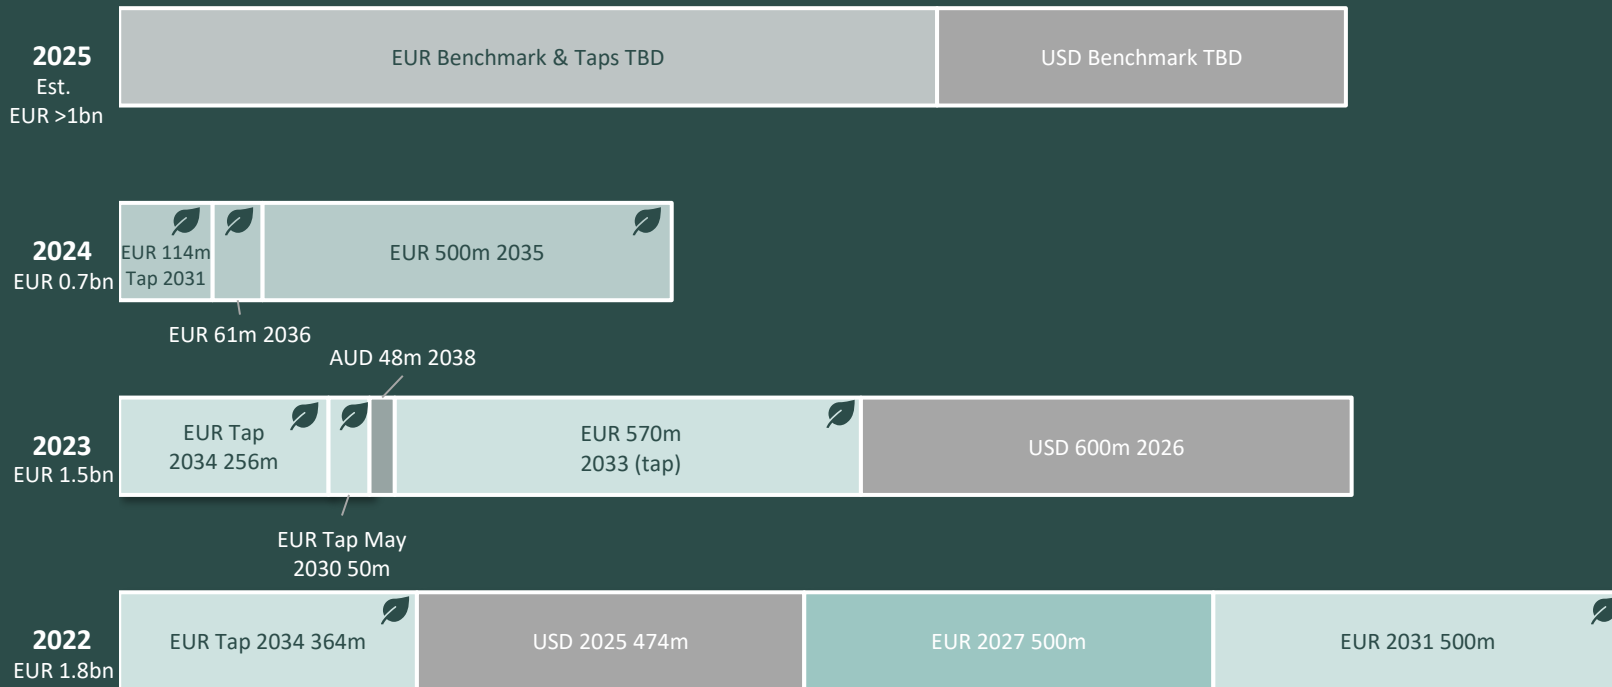 2025
Est.
EUR >1bn
EUR Benchmark & Taps TBD
USD Benchmark TBD
2024
EUR 0.7bn
EUR 114m
Tap 2031
EUR 500m 2035
EUR 61m 2036
AUD 48m 2038
2023
EUR 1.5bn
EUR Tap
2034 256m
EUR 570m
2033 (tap)
USD 600m 2026
EUR Tap May
2030 50m
2022
EUR 1.8bn
EUR Tap 2034 364m
USD 2025 474m
EUR 2027 500m
EUR 2031 500m